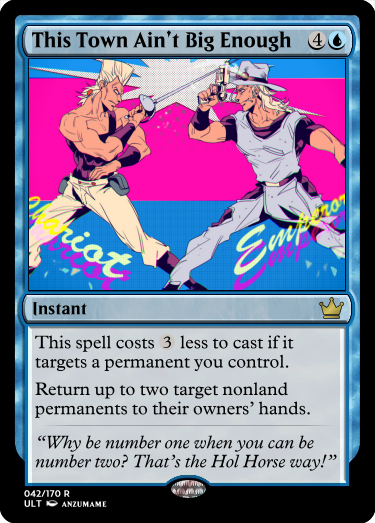 This Town Ain't Big Enough 4
Chariot
Emperor
Instant
This spell costs 3 less to cast if it
targets a permanent you control.
Return up to two target nonland
permanents to their owners' hands.
“Why be number one when you can be
number two? That's the Hol Horse way!”
042/170 R
ULT ANZUMAME